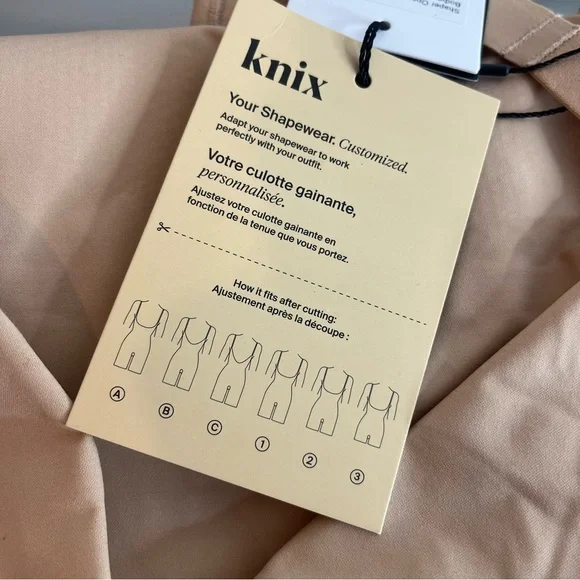 Shaper
knix
Your Shapewear. Customized.
Adapt your shapewear to work
perfectly with your outfit.
Votre culotte gainante,
personnalisée.
Ajustez votre culotte gainante en
fonction de la tenue que vous portez.
How it fits after cutting:
Ajustement après la découpe :
A B C 1 2 3